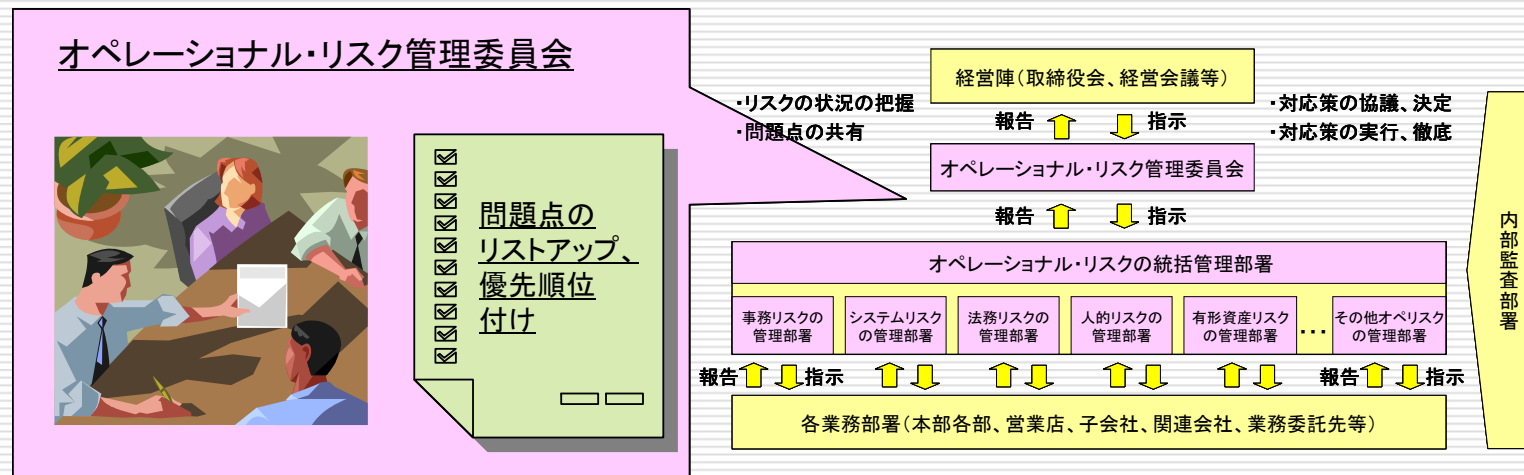 オペレーショナル・リスク管理委員会
問題点の
リストアップ、
優先順位
付け
経営陣（取締役会、経営会議等）
・リスクの状況の把握
・問題点の共有
・対応策の協議、決定
・対応策の実行、徹底
報告 指示
オペレーショナル・リスク管理委員会
報告 指示
オペレーショナル・リスクの統括管理部署
事務リスクの
管理部署
システムリスク
の管理部署
法務リスクの
管理部署
人的リスクの
管理部署
有形資産リスク
の管理部署
…
その他オペリスク
の管理部署
報告 指示
報告 指示
各業務部署（本部各部、営業店、子会社、関連会社、業務委託先等）
内部監査部署